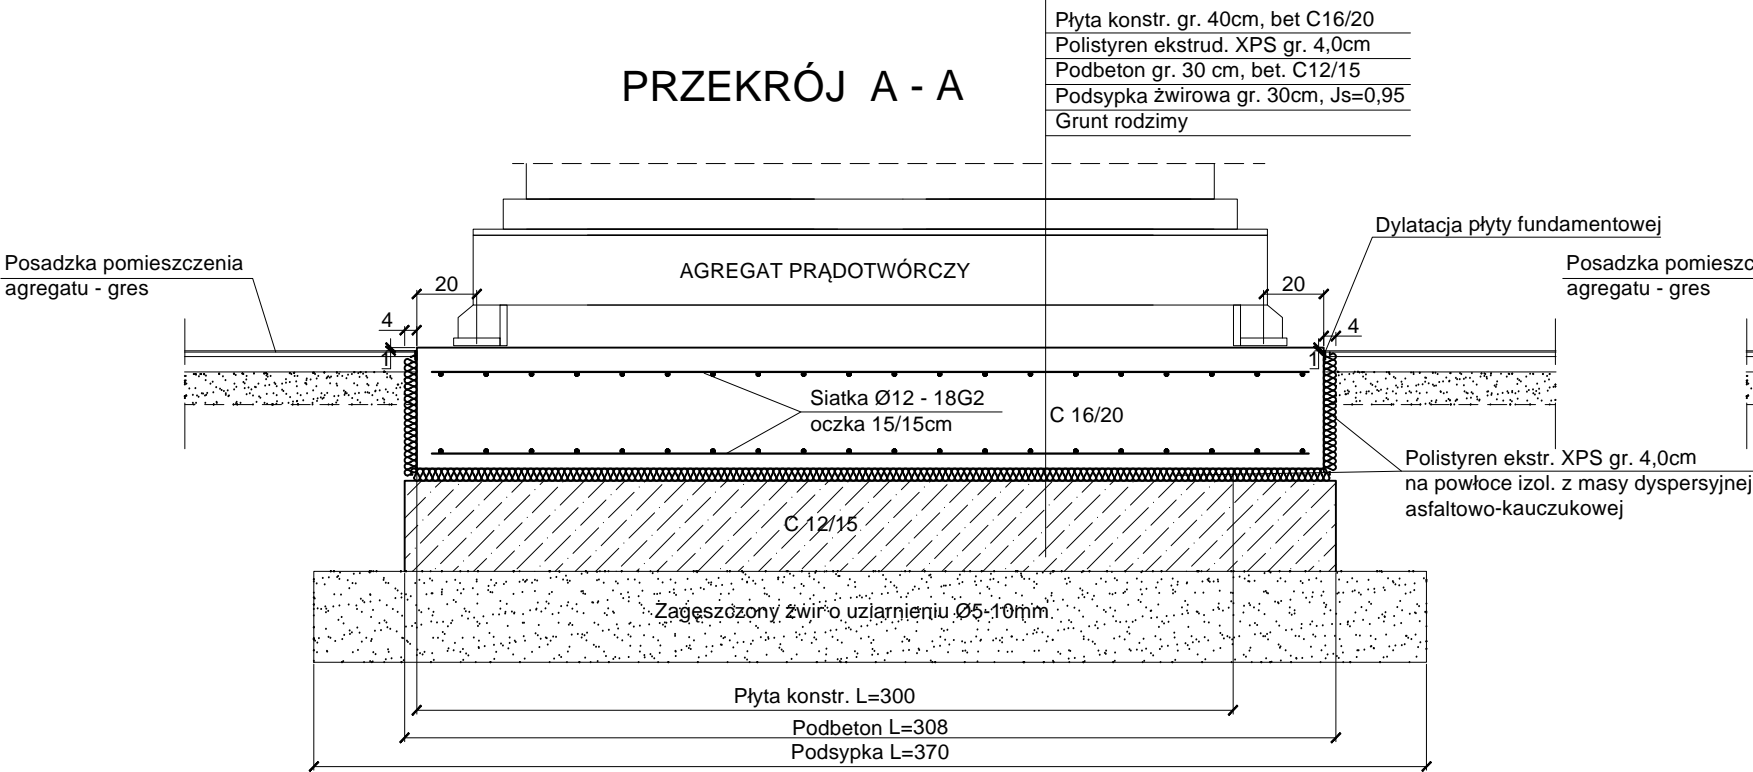 Płyta konstr. gr. 40cm, bet C16/20
Polistyren ekstrud. XPS gr. 4,0cm
Podbeton gr. 30 cm, bet. C12/15
Podsypka żwirowa gr. 30cm, Js=0,95
Grunt rodzimy
PRZEKRÓJ A - A
Dylatacja płyty fundamentowej
Posadzka pomieszczenia
agregatu - gres
AGREGAT PRĄDOTWÓRCZY
Posadzka pomieszc
agregatu - gres
20
20
4
4
1
1
Siatka Ø12 - 18G2
oczka 15/15cm
C 16/20
Polistyren ekstr. XPS gr. 4,0cm
na powłoce izol. z masy dyspersyjnej
asfaltowo-kauczukowej
C 12/15
Zagęszczony żwir o uziarnieniu Ø5-10mm
Płyta konstr. L=300
Podbeton L=308
Podsypka L=370